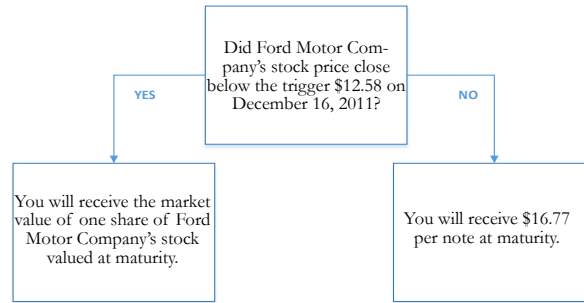 Did Ford Motor Com-
pany's stock price close
below the trigger $12.58 on
December 16, 2011?
YES
NO
You will receive the market
value of one share of Ford
Motor Company's stock
valued at maturity.
You will receive $16.77
per note at maturity.